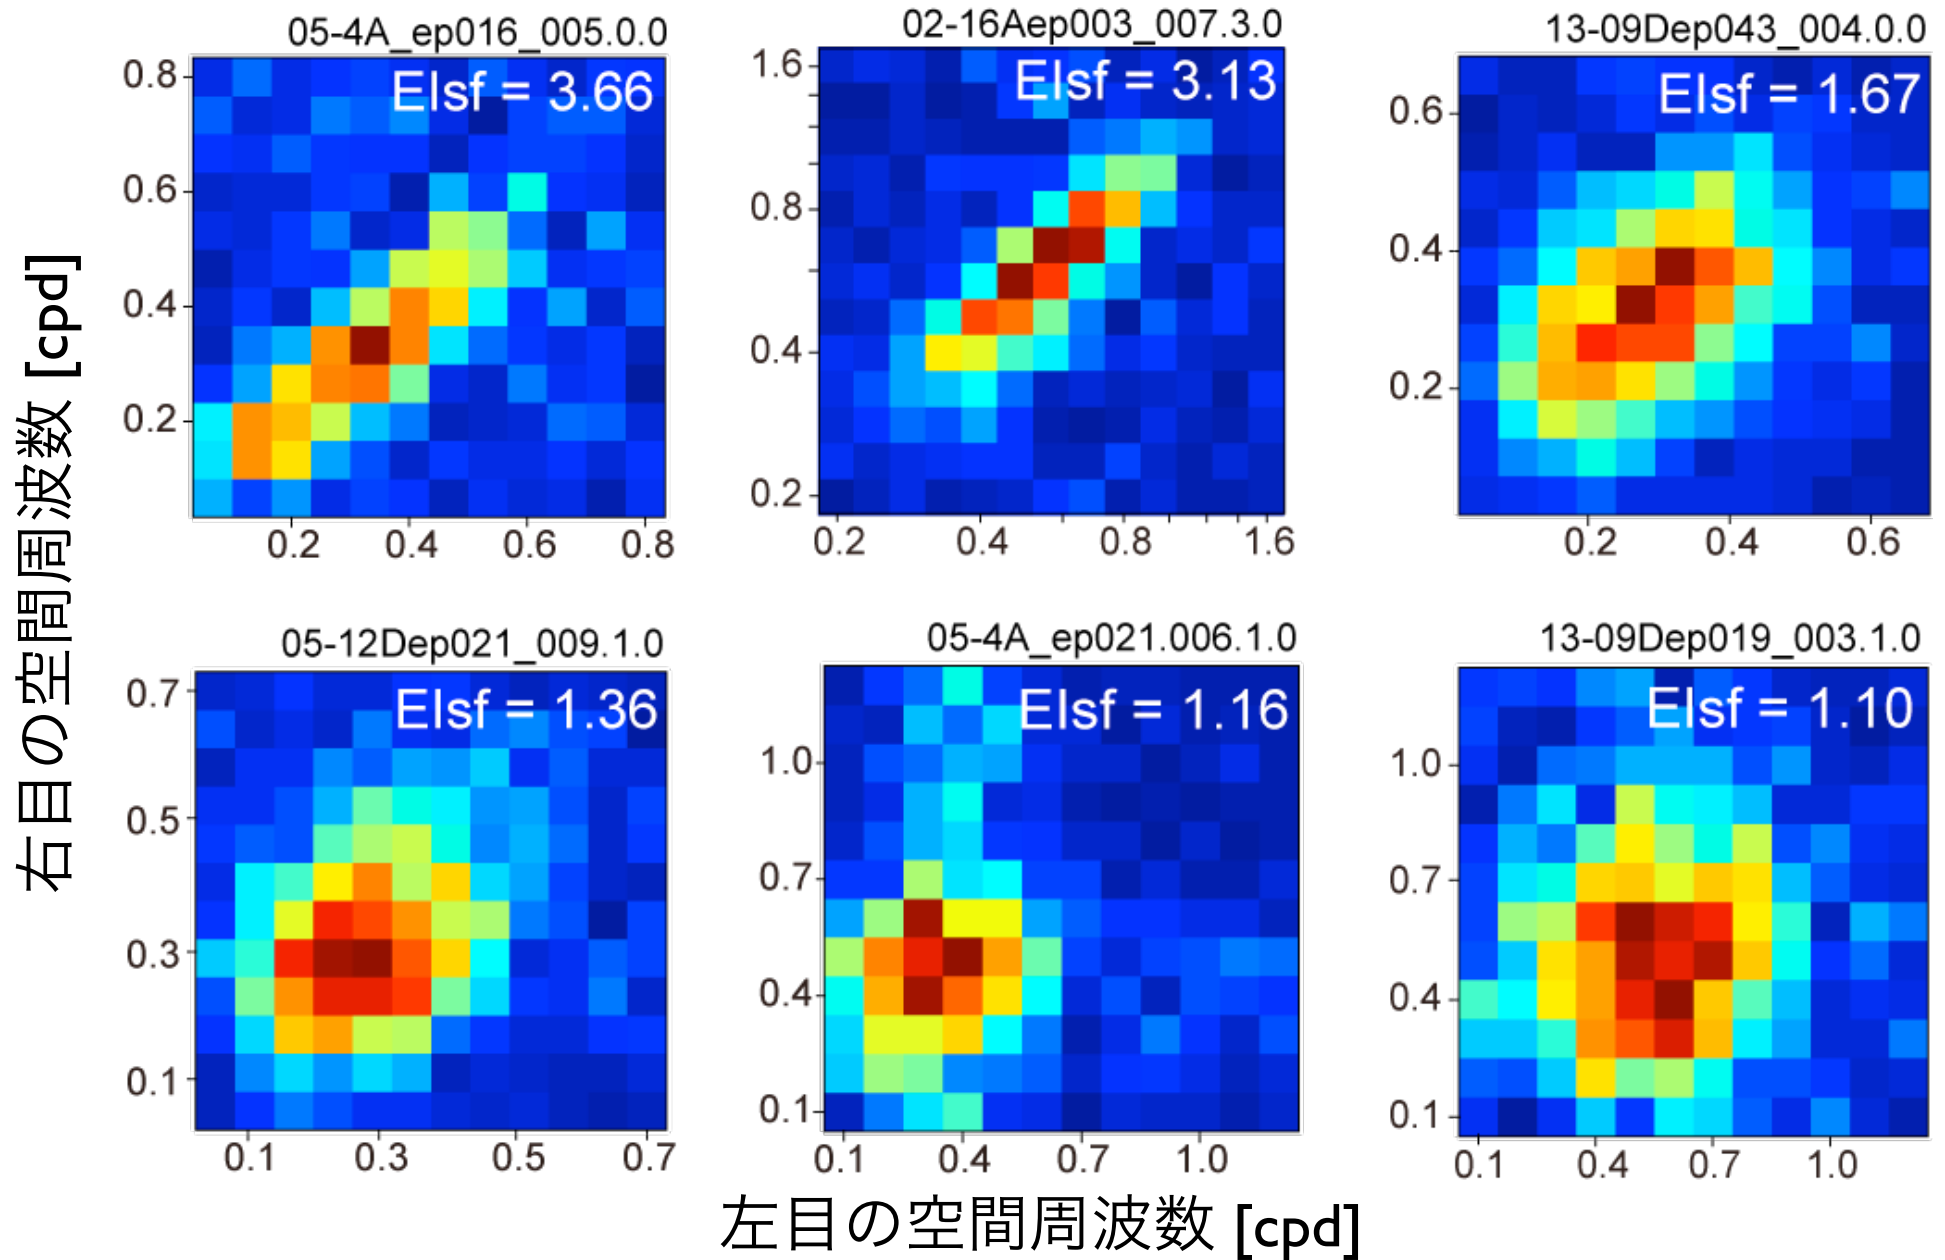 05-4A_ep016_005.0.0
EIsf = 3.66
0.8
0.6
0.4
0.2
0.2 0.4 0.6 0.8
02-16Aep003_007.3.0
EIsf = 3.13
1.6
0.8
0.4
0.2
0.2 0.4 0.8 1.6
13-09Dep043_004.0.0
EIsf = 1.67
0.6
0.4
0.2
0.2 0.4 0.6
右目の空間周波数 [cpd]
05-12Dep021_009.1.0
EIsf = 1.36
0.7
0.5
0.3
0.1
0.1 0.3 0.5 0.7
05-4A_ep021.006.1.0
EIsf = 1.16
1.0
0.7
0.4
0.1
0.1 0.4 0.7 1.0
13-09Dep019_003.1.0
EIsf = 1.10
1.0
0.7
0.4
0.1
0.1 0.4 0.7 1.0
左目の空間周波数 [cpd]